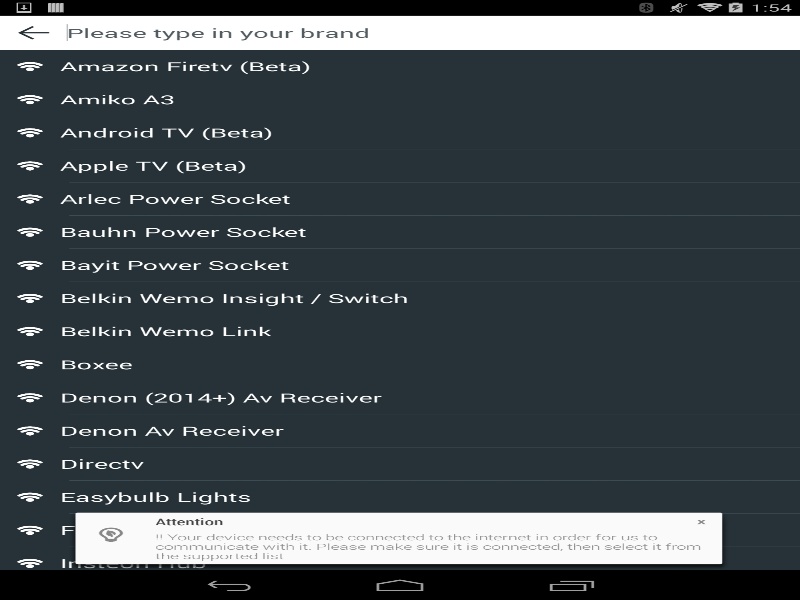 1:54
Please type in your brand
Amazon Firetv (Beta)
Amiko A3
Android TV (Beta)
Apple TV (Beta)
Arlec Power Socket
Bauhn Power Socket
Bayit Power Socket
Belkin Wemo Insight / Switch
Belkin Wemo Link
Boxee
Denon (2014+) Av Receiver
Denon Av Receiver
Directv
Easybulb Lights
F
Attention
!! Your device needs to be connected to the internet in order for us to
communicate with it. Please make sure it is connected, then select it from
the supported list
Insteon Hub